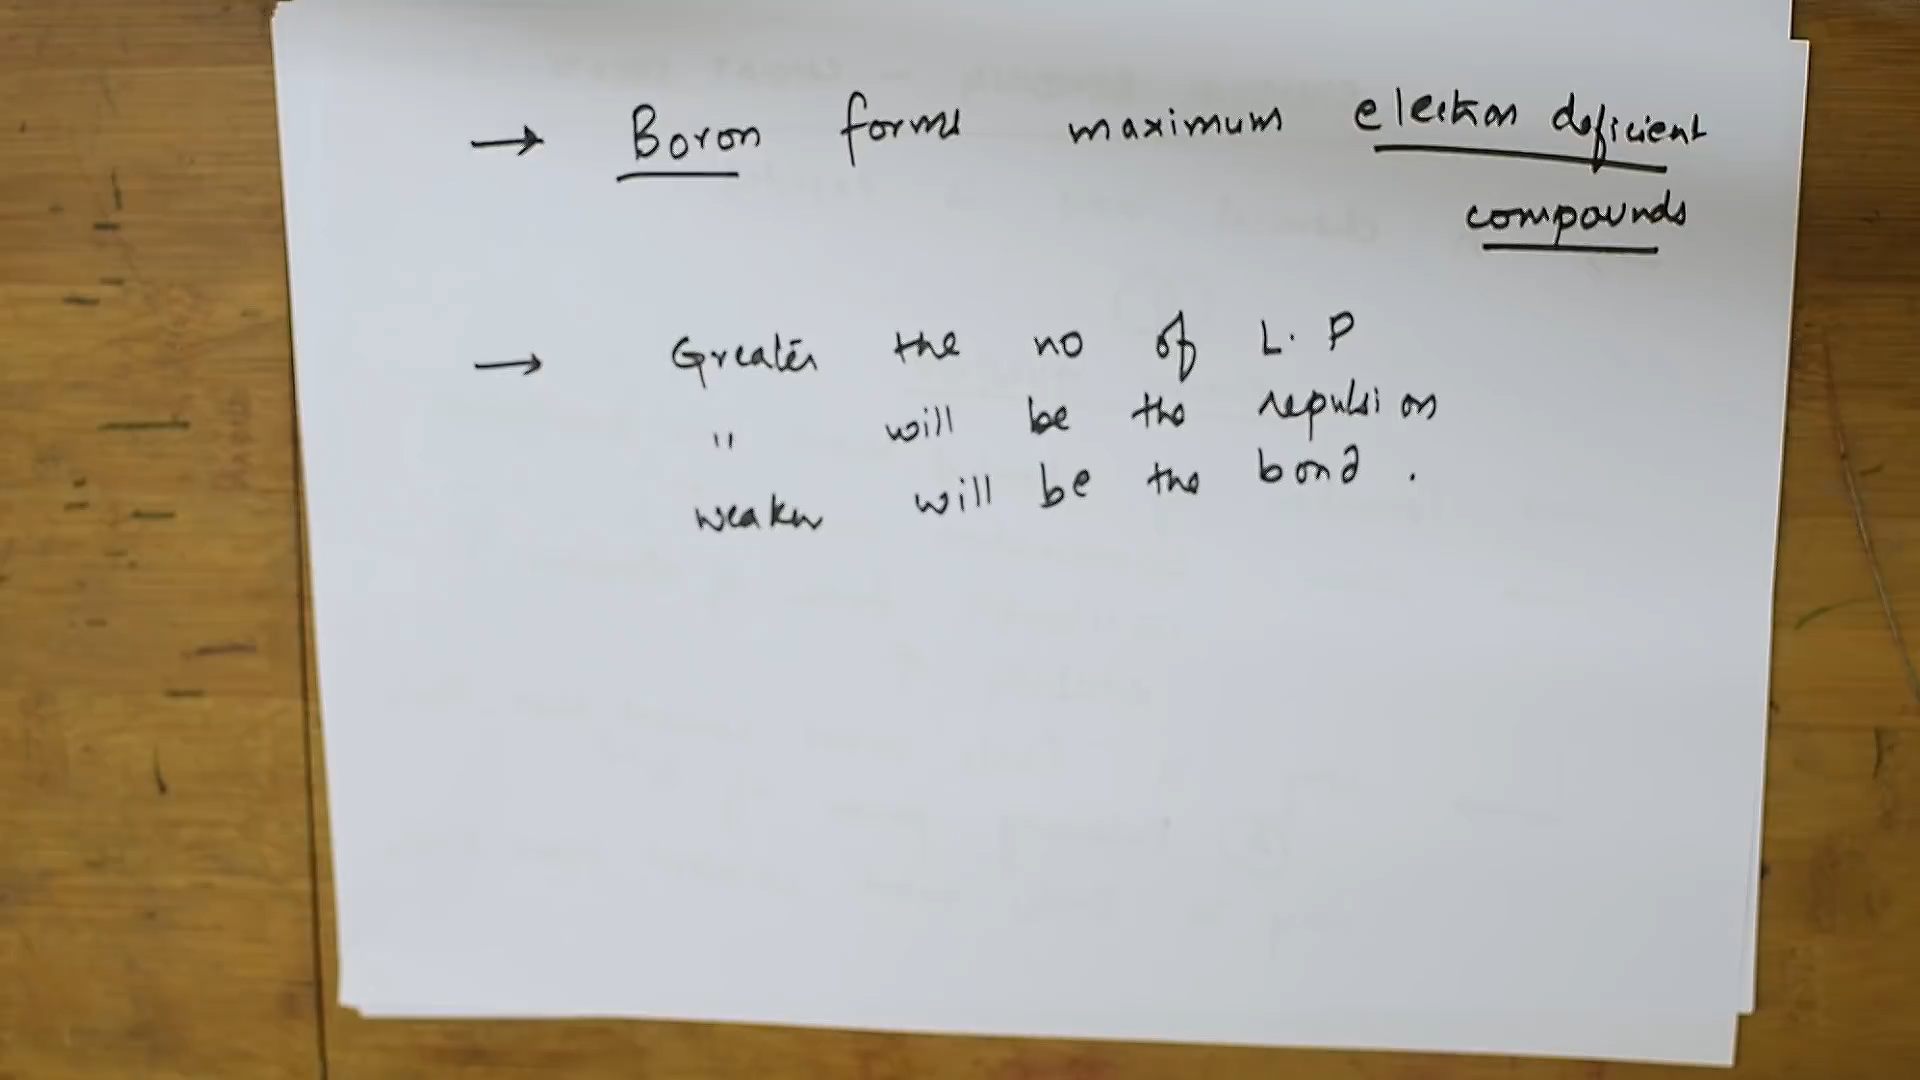 → Boron forms maximum electron deficient
compounds
→ Greater the no of L.P
" will be the repulsion
weaker will be the bond.